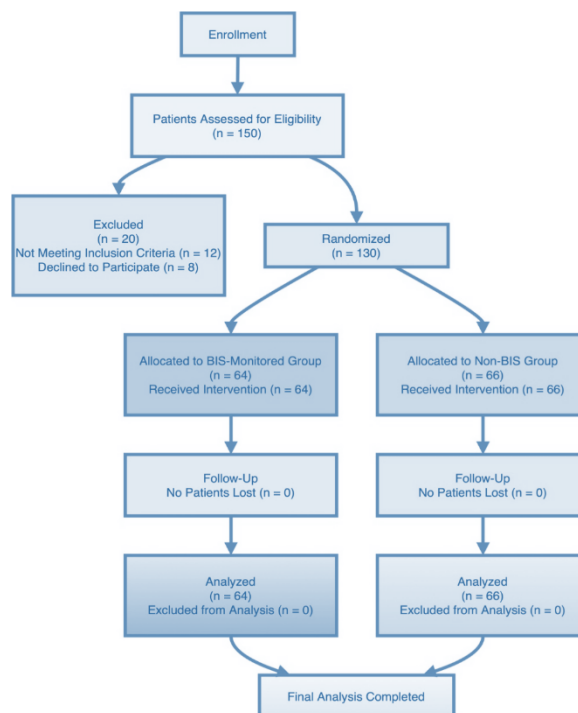 Enrollment
Patients Assessed for Eligibility
(n = 150)
Excluded
(n = 20)
Not Meeting Inclusion Criteria (n = 12)
Declined to Participate (n = 8)
Randomized
(n = 130)
Allocated to BIS-Monitored Group
(n = 64)
Received Intervention (n = 64)
Allocated to Non-BIS Group
(n = 66)
Received Intervention (n = 66)
Follow-Up
No Patients Lost (n = 0)
Follow-Up
No Patients Lost (n = 0)
Analyzed
(n = 64)
Excluded from Analysis (n = 0)
Analyzed
(n = 66)
Excluded from Analysis (n = 0)
Final Analysis Completed